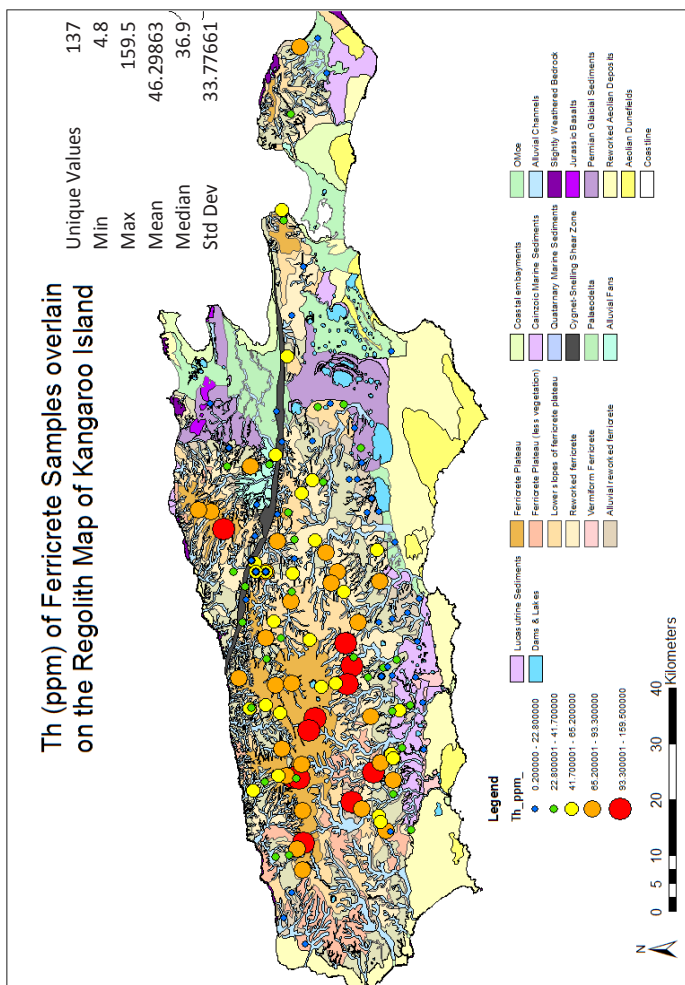 Th (ppm) of Ferricrete Samples overlain
on the Regolith Map of Kangaroo Island
Unique Values 137
Min 4.8
Max 159.5
Mean 46.29863
Median 36.9
Std Dev 33.77661
Legend
Th_ppm_
0.200000 - 22.800000
22.800001 - 41.700000
41.700001 - 65.200000
65.200001 - 93.300000
93.300001 - 159.500000
Lucasutrine Sediments
Dams & Lakes
Ferricrete Plateau
Ferricrete Plateau (less vegetation)
Lower slopes of ferricrete plateau
Reworked ferricrete
Vermiform Ferricrete
Alluvial reworked ferricrete
Coastal embayments
Cainzoic Marine Sediments
Quatarnary Marine Sediments
Cygnet-Snelling Shear Zone
Palaeodelta
Alluvial Fans
Alluvial Channels
Slightly Weathered Bedrock
Jurassic Basalts
Permian Glacial Sediments
Reworked Aeolian Deposits
Aeolian Dunefields
Coastline
N
0 5 10 20 30 40
Kilometers